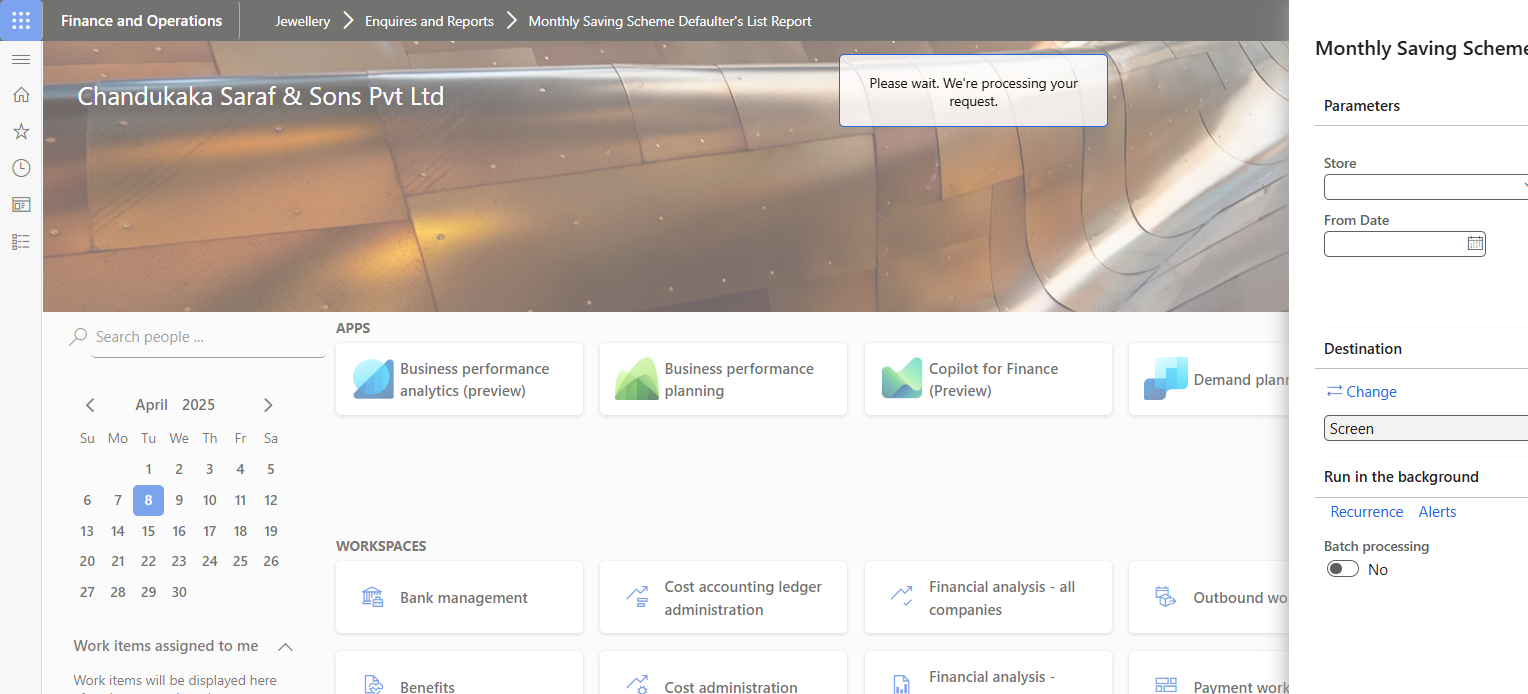 Finance and Operations
Jewellery
Enquires and Reports
Monthly Saving Scheme Defaulter's List Report
Chandukaka Saraf & Sons Pvt Ltd
Please wait. We're processing your
request.
Search people ...
April 2025
Su Mo Tu We Th Fr Sa
1 2 3 4 5
6 7 8 9 10 11 12
13 14 15 16 17 18 19
20 21 22 23 24 25 26
27 28 29 30
Work items assigned to me
Work items will be displayed here
APPS
Business performance
analytics (preview)
Business performance
planning
Copilot for Finance
(Preview)
Demand plann
WORKSPACES
Bank management
Cost accounting ledger
administration
Financial analysis - all
companies
Outbound wo
Benefits
Cost administration
Financial analysis -
Payment work
Monthly Saving Scheme
Parameters
Store
From Date
Destination
Change
Screen
Run in the background
Recurrence Alerts
Batch processing
No